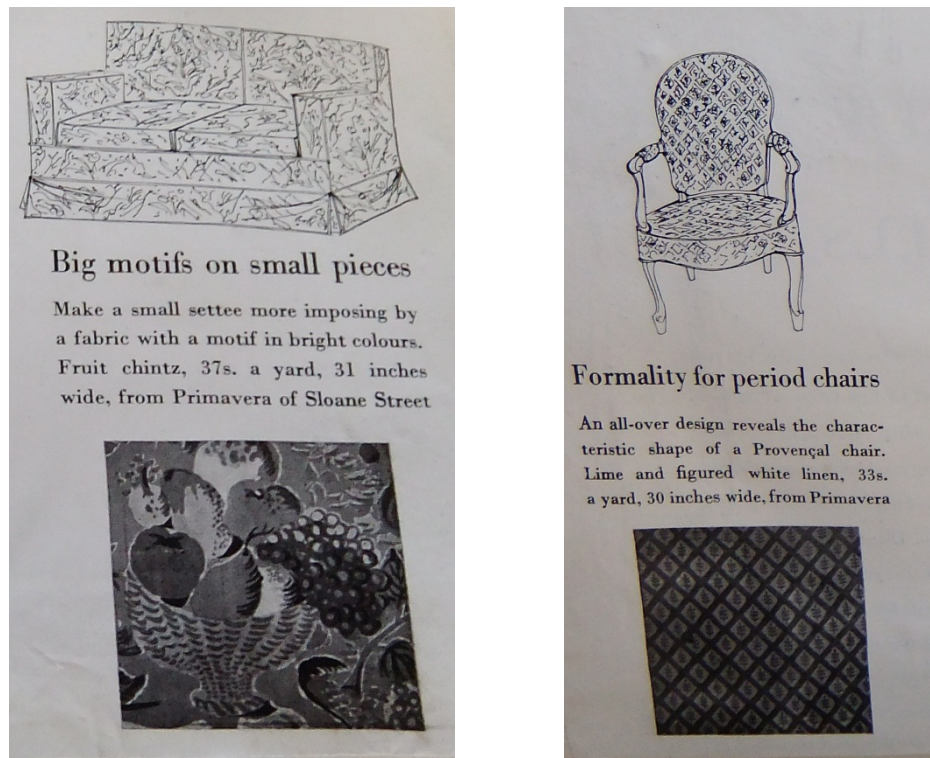 Big motifs on small pieces
Make a small settee more imposing by
a fabric with a motif in bright colours.
Fruit chintz, 37s. a yard, 31 inches
wide, from Primavera of Sloane Street
Formality for period chairs
An all-over design reveals the charac-
teristic shape of a Provençal chair.
Lime and figured white linen, 33s.
a yard, 30 inches wide, from Primavera